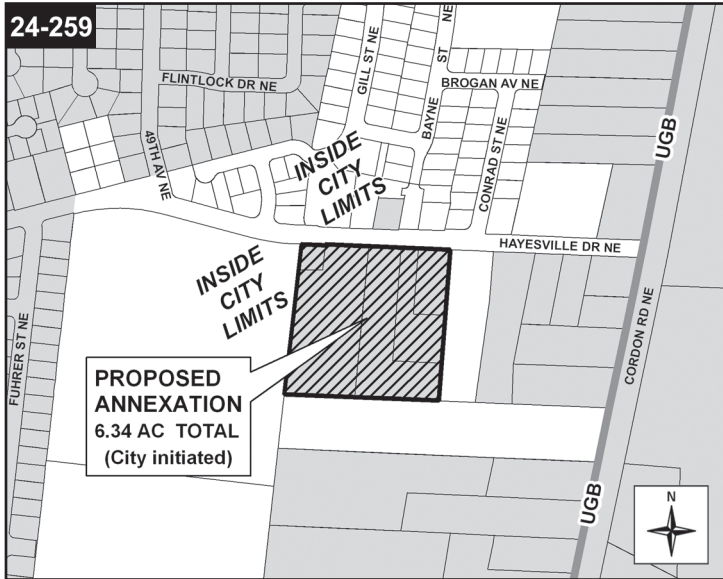 24-259
FLINTLOCK DR NE
GILL ST NE
BAYNE ST NE
BROGAN AV NE
CONRAD ST NE
49TH AV NE
UGB
INSIDE
CITY
LIMITS
HAYESVILLE DR NE
INSIDE
CITY
LIMITS
FUHRER ST NE
CORDON RD NE
PROPOSED
ANNEXATION
6.34 AC TOTAL
(City initiated)
UGB
N